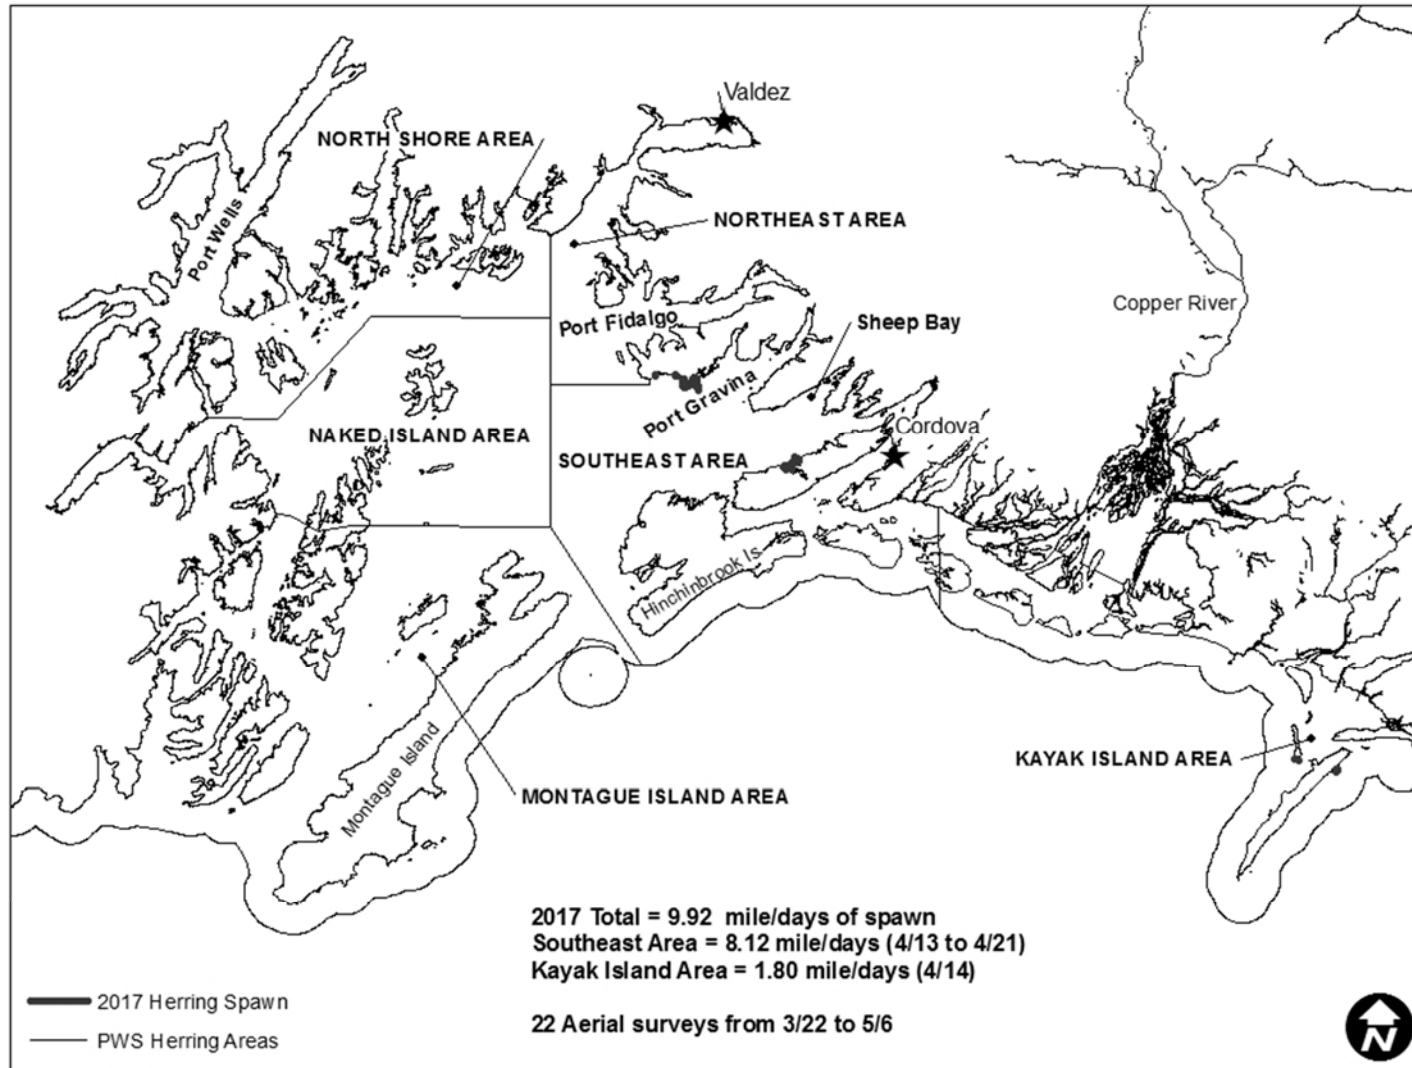 Valdez
NORTH SHORE AREA
Port Wells
NORTHEAST AREA
Copper River
Port Fidalgo
Sheep Bay
Port Gravina
Cordova
NAKED ISLAND AREA
SOUTHEAST AREA
Hinchinbrook Is
Montague Island
KAYAK ISLAND AREA
MONTAGUE ISLAND AREA
2017 Total = 9.92 mile/days of spawn
Southeast Area = 8.12 mile/days (4/13 to 4/21)
Kayak Island Area = 1.80 mile/days (4/14)
22 Aerial surveys from 3/22 to 5/6
2017 Herring Spawn
PWS Herring Areas
N